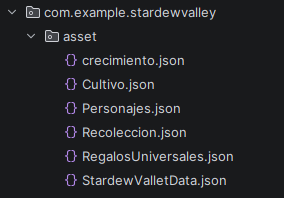 com.example.stardewvalley
asset
crecimiento.json
Cultivo.json
Personajes.json
Recoleccion.json
RegalosUniversales.json
StardewValletData.json